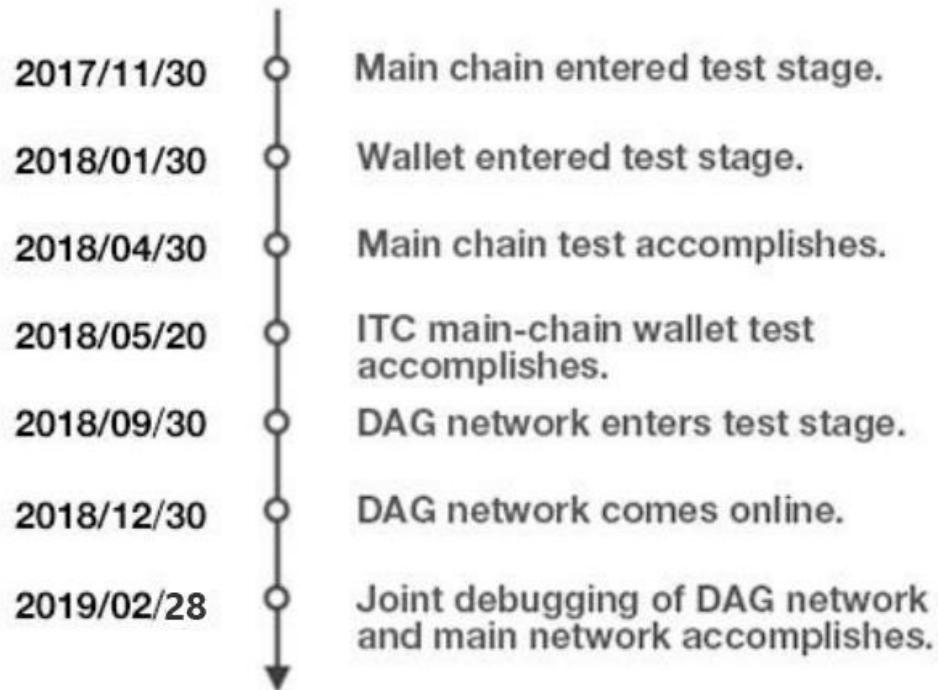 2017/11/30 Main chain entered test stage.
2018/01/30 Wallet entered test stage.
2018/04/30 Main chain test accomplishes.
2018/05/20 ITC main-chain wallet test
accomplishes.
2018/09/30 DAG network enters test stage.
2018/12/30 DAG network comes online.
2019/02/28 Joint debugging of DAG network
and main network accomplishes.